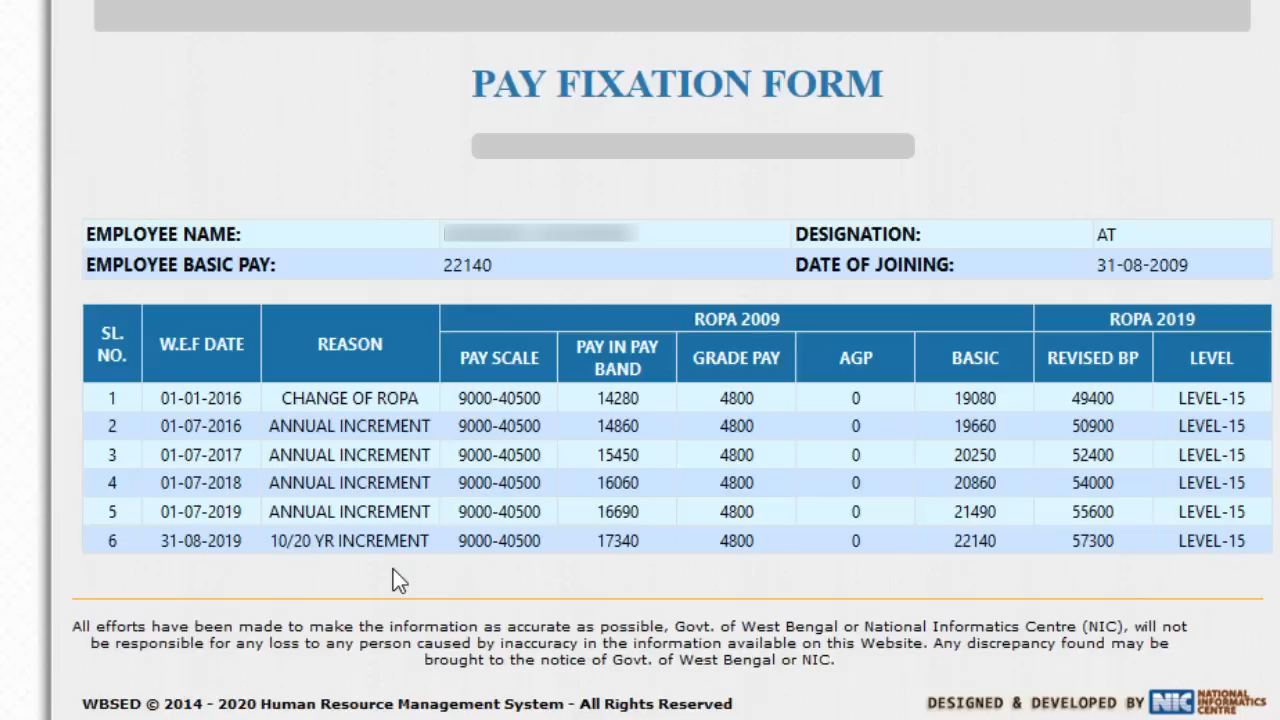 PAY FIXATION FORM
EMPLOYEE NAME: DESIGNATION: AT
EMPLOYEE BASIC PAY: 22140 DATE OF JOINING: 31-08-2009
SL. NO. W.E.F DATE REASON ROPA 2009 ROPA 2019
PAY SCALE PAY IN PAY BAND GRADE PAY AGP BASIC REVISED BP LEVEL
1 01-01-2016 CHANGE OF ROPA 9000-40500 14280 4800 0 19080 49400 LEVEL-15
2 01-07-2016 ANNUAL INCREMENT 9000-40500 14860 4800 0 19660 50900 LEVEL-15
3 01-07-2017 ANNUAL INCREMENT 9000-40500 15450 4800 0 20250 52400 LEVEL-15
4 01-07-2018 ANNUAL INCREMENT 9000-40500 16060 4800 0 20860 54000 LEVEL-15
5 01-07-2019 ANNUAL INCREMENT 9000-40500 16690 4800 0 21490 55600 LEVEL-15
6 31-08-2019 10/20 YR INCREMENT 9000-40500 17340 4800 0 22140 57300 LEVEL-15
All efforts have been made to make the information as accurate as possible, Govt. of West Bengal or National Informatics Centre (NIC), will not
be responsible for any loss to any person caused by inaccuracy in the information available on this Website. Any discrepancy found may be
brought to the notice of Govt. of West Bengal or NIC.
WBSED © 2014 - 2020 Human Resource Management System - All Rights Reserved
DESIGNED & DEVELOPED BY NIC NATIONAL INFORMATICS CENTRE